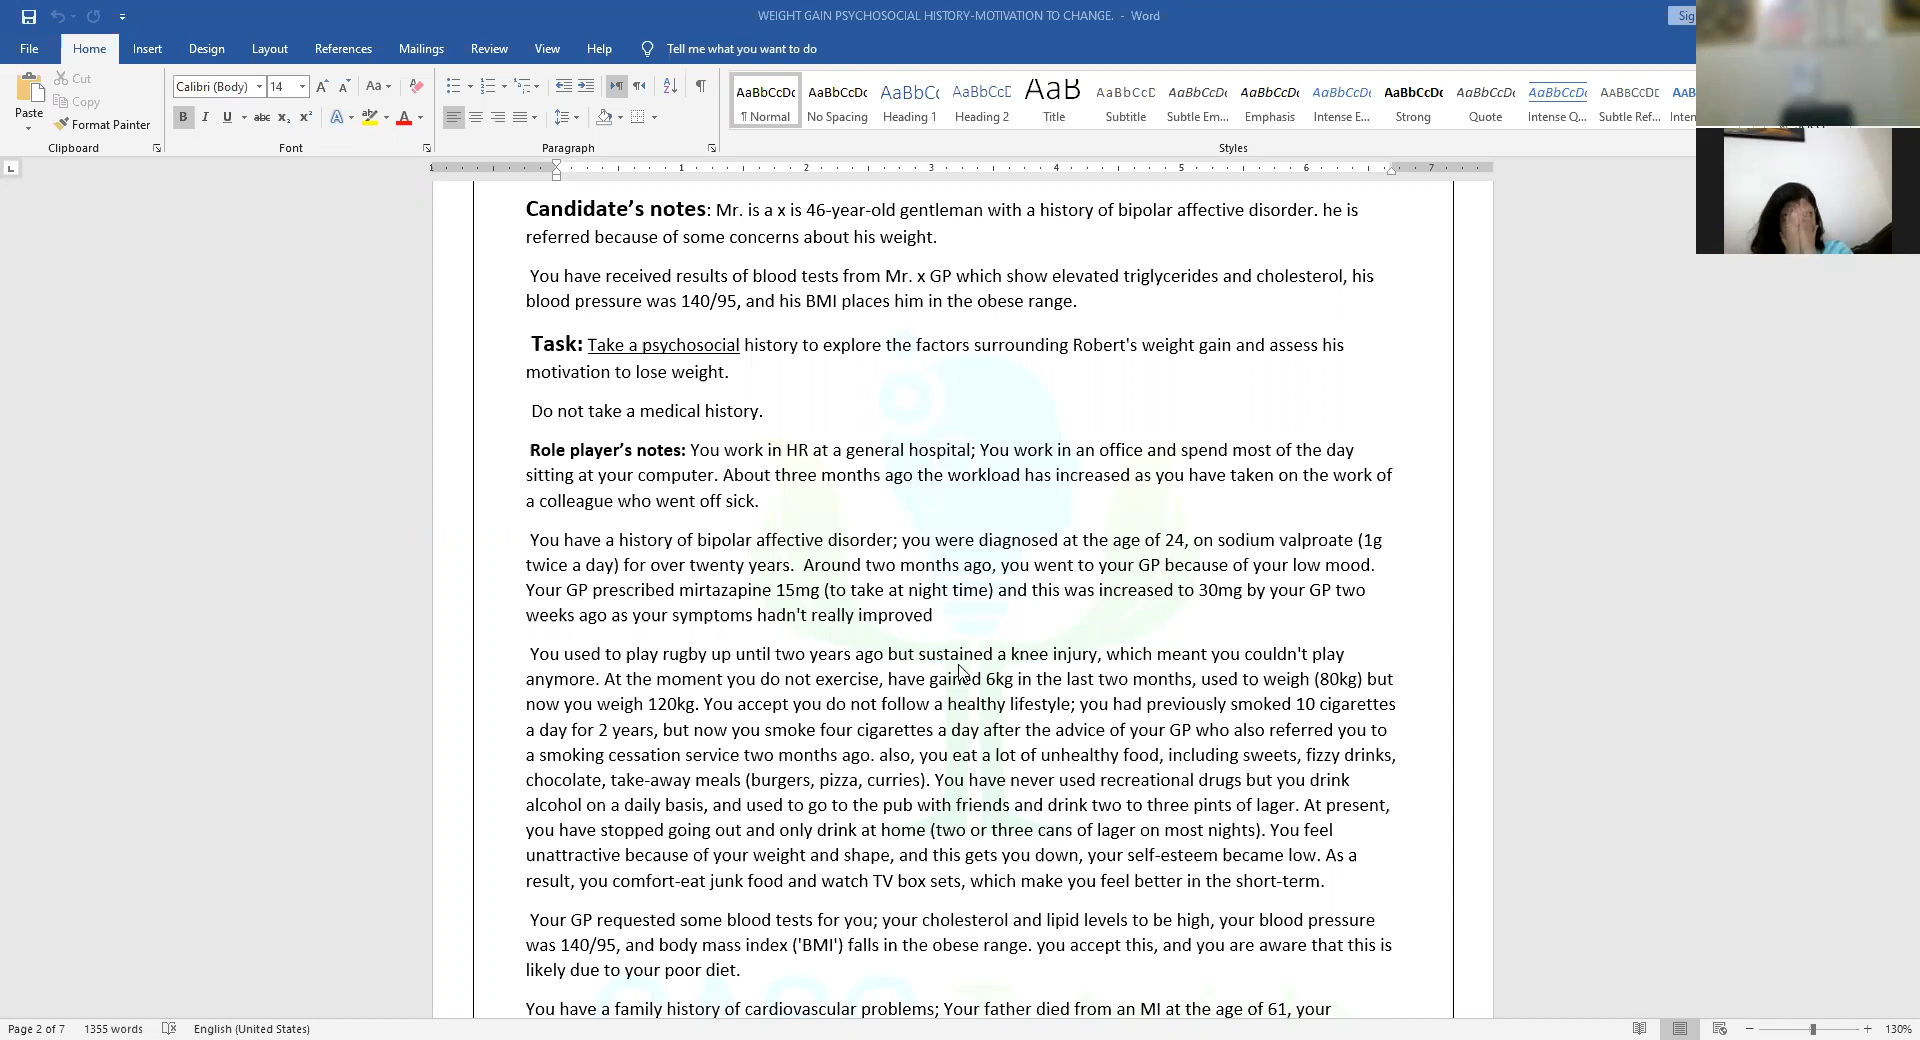 WEIGHT GAIN PSYCHOSOCIAL HISTORY-MOTIVATION TO CHANGE. - Word
Sig
File Home Insert Design Layout References Mailings Review View Help Tell me what you want to do
Paste
Cut
Copy
Format Painter
Calibri (Body) 14
AaBbCcDc AaBbCcDc AaBbCc AaBbCcD AaB AaBbCcD AaBbCcDc AaBbCcDc AaBbCcDc AaBbCcDc AaBbCcDc AaBbCcDc AABBCCDE AAB
¶ Normal No Spacing Heading 1 Heading 2 Title Subtitle Subtle Em... Emphasis Intense E... Strong Quote Intense Q... Subtle Ref... Inten
Clipboard Font Paragraph Styles
1 1 2 3 4 5 6 7
Candidate’s notes: Mr. is a x is 46-year-old gentleman with a history of bipolar affective disorder. he is
referred because of some concerns about his weight.
You have received results of blood tests from Mr. x GP which show elevated triglycerides and cholesterol, his
blood pressure was 140/95, and his BMI places him in the obese range.
Task: Take a psychosocial history to explore the factors surrounding Robert's weight gain and assess his
motivation to lose weight.
Do not take a medical history.
Role player’s notes: You work in HR at a general hospital; You work in an office and spend most of the day
sitting at your computer. About three months ago the workload has increased as you have taken on the work of
a colleague who went off sick.
You have a history of bipolar affective disorder; you were diagnosed at the age of 24, on sodium valproate (1g
twice a day) for over twenty years. Around two months ago, you went to your GP because of your low mood.
Your GP prescribed mirtazapine 15mg (to take at night time) and this was increased to 30mg by your GP two
weeks ago as your symptoms hadn't really improved
You used to play rugby up until two years ago but sustained a knee injury, which meant you couldn't play
anymore. At the moment you do not exercise, have gained 6kg in the last two months, used to weigh (80kg) but
now you weigh 120kg. You accept you do not follow a healthy lifestyle; you had previously smoked 10 cigarettes
a day for 2 years, but now you smoke four cigarettes a day after the advice of your GP who also referred you to
a smoking cessation service two months ago. also, you eat a lot of unhealthy food, including sweets, fizzy drinks,
chocolate, take-away meals (burgers, pizza, curries). You have never used recreational drugs but you drink
alcohol on a daily basis, and used to go to the pub with friends and drink two to three pints of lager. At present,
you have stopped going out and only drink at home (two or three cans of lager on most nights). You feel
unattractive because of your weight and shape, and this gets you down, your self-esteem became low. As a
result, you comfort-eat junk food and watch TV box sets, which make you feel better in the short-term.
Your GP requested some blood tests for you; your cholesterol and lipid levels to be high, your blood pressure
was 140/95, and body mass index ('BMI') falls in the obese range. you accept this, and you are aware that this is
likely due to your poor diet.
You have a family history of cardiovascular problems; Your father died from an MI at the age of 61, your
Page 2 of 7 1355 words English (United States) 130%